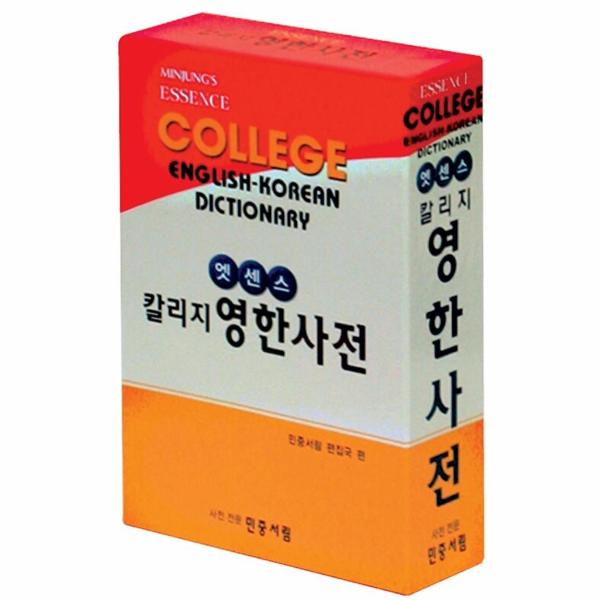 MINJUNG'S
ESSENCE
COLLEGE
ENGLISH-KOREAN
DICTIONARY
엣센스
칼리지 영한사전
민중서림 편집국 편
사전 전문 민중서림
ESSENCE
COLLEGE
ENGLISH-KOREAN
DICTIONARY
엣센스
칼리지
영한사전
사전 전문
민중서림